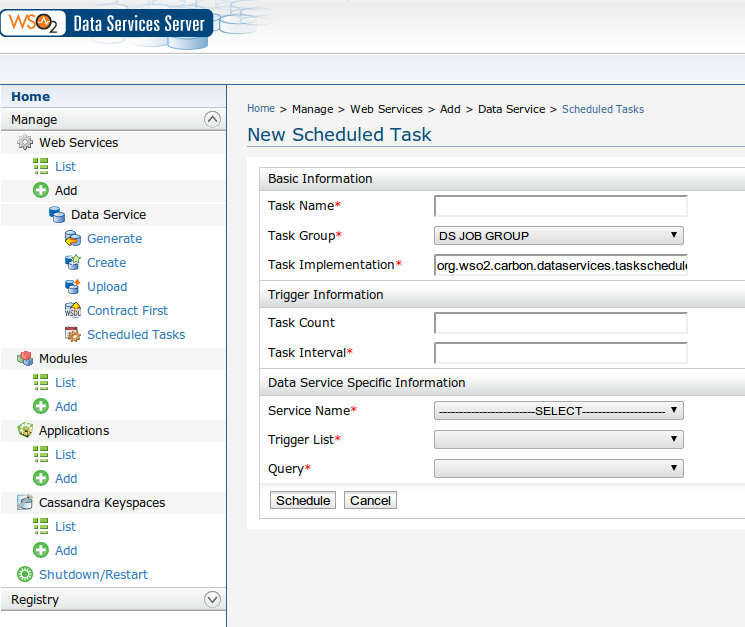 WSO2 Data Services Server
Home
Manage
Web Services
List
Add
Data Service
Generate
Create
Upload
WSDL Contract First
Scheduled Tasks
Modules
List
Add
Applications
List
Add
Cassandra Keyspaces
List
Add
Shutdown/Restart
Registry
Home > Manage > Web Services > Add > Data Service > Scheduled Tasks
New Scheduled Task
Basic Information
Task Name*
Task Group* DS JOB GROUP
Task Implementation* org.wso2.carbon.dataservices.taskschedule
Trigger Information
Task Count
Task Interval*
Data Service Specific Information
Service Name* ------------------------SELECT---------------------
Trigger List*
Query*
Schedule Cancel